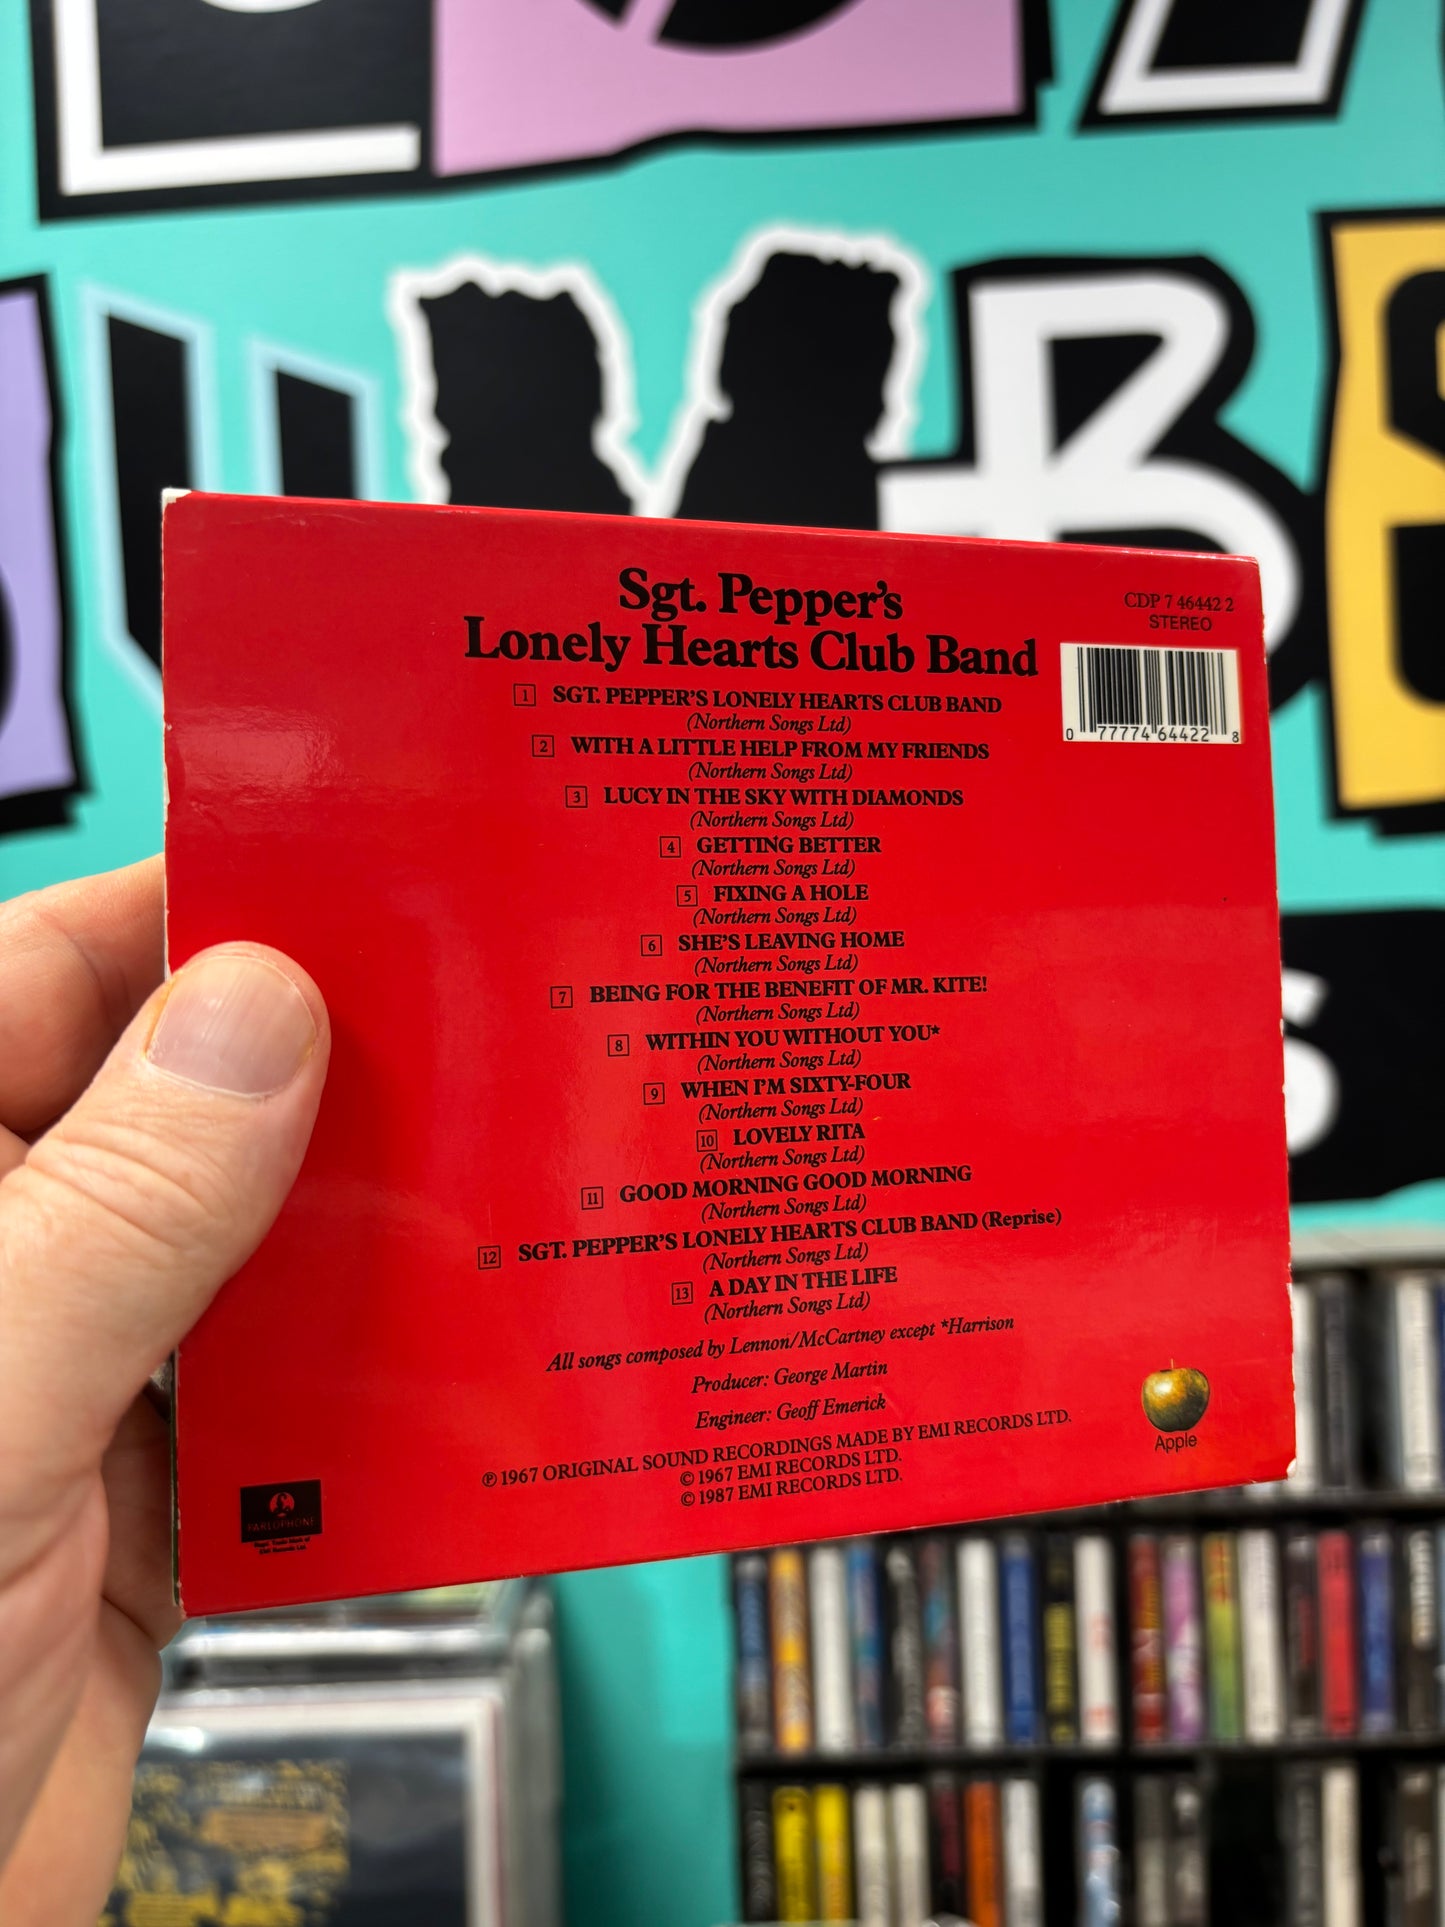 Sgt. Pepper's
Lonely Hearts Club Band
CDP 7 46442 2
STEREO
0 77774 64422 8
1 SGT. PEPPER'S LONELY HEARTS CLUB BAND
(Northern Songs Ltd)
2 WITH A LITTLE HELP FROM MY FRIENDS
(Northern Songs Ltd)
3 LUCY IN THE SKY WITH DIAMONDS
(Northern Songs Ltd)
4 GETTING BETTER
(Northern Songs Ltd)
5 FIXING A HOLE
(Northern Songs Ltd)
6 SHE'S LEAVING HOME
(Northern Songs Ltd)
7 BEING FOR THE BENEFIT OF MR. KITE!
(Northern Songs Ltd)
8 WITHIN YOU WITHOUT YOU*
(Northern Songs Ltd)
9 WHEN I'M SIXTY-FOUR
(Northern Songs Ltd)
10 LOVELY RITA
(Northern Songs Ltd)
11 GOOD MORNING GOOD MORNING
(Northern Songs Ltd)
12 SGT. PEPPER'S LONELY HEARTS CLUB BAND (Reprise)
(Northern Songs Ltd)
13 A DAY IN THE LIFE
(Northern Songs Ltd)
All songs composed by Lennon/McCartney except *Harrison
Producer: George Martin
Engineer: Geoff Emerick
℗ 1967 ORIGINAL SOUND RECORDINGS MADE BY EMI RECORDS LTD.
© 1967 EMI RECORDS LTD.
© 1987 EMI RECORDS LTD.
Apple
PARLOPHONE
Regd. Trade Mark of
EMI Records Ltd.